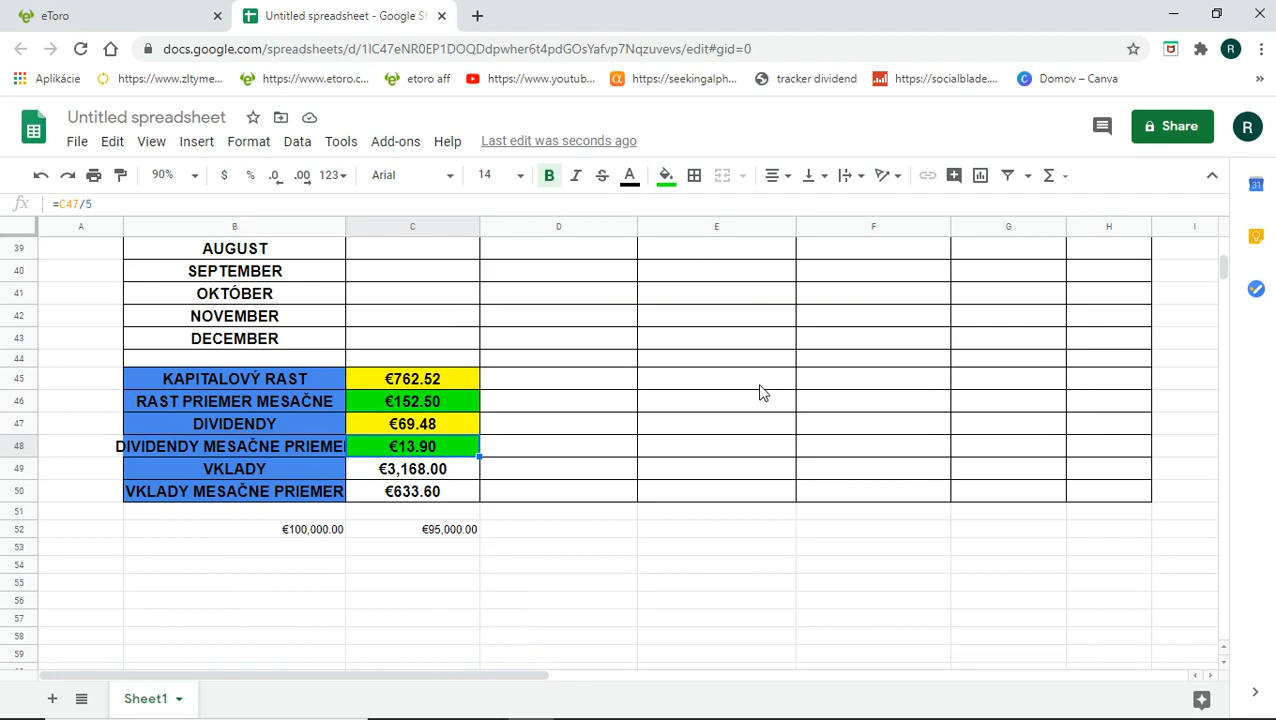 eToro
Untitled spreadsheet - Google Sh
docs.google.com/spreadsheets/d/1IC47eNR0EP1DOQDdpwher6t4pdGOsYafvp7Nqzuvevs/edit#gid=0
R
Aplikácie
https://www.zltyme...
https://www.etoro.c...
etoro aff
https://www.youtub...
https://seekingalph...
tracker dividend
https://socialblade....
Domov – Canva
»
Untitled spreadsheet
Share
R
File Edit View Insert Format Data Tools Add-ons Help Last edit was seconds ago
90% $ % .0 .00 123 Arial 14 B I S A Σ
fx =C47/5
31
A B C D E F G H I
39 AUGUST
40 SEPTEMBER
41 OKTÓBER
42 NOVEMBER
43 DECEMBER
44
45 KAPITALOVÝ RAST €762.52
46 RAST PRIEMER MESAČNE €152.50
47 DIVIDENDY €69.48
48 DIVIDENDY MESAČNE PRIEME €13.90
49 VKLADY €3,168.00
50 VKLADY MESAČNE PRIEMER €633.60
51
52 €100,000.00 €95,000.00
53
54
55
56
57
58
59
Sheet1